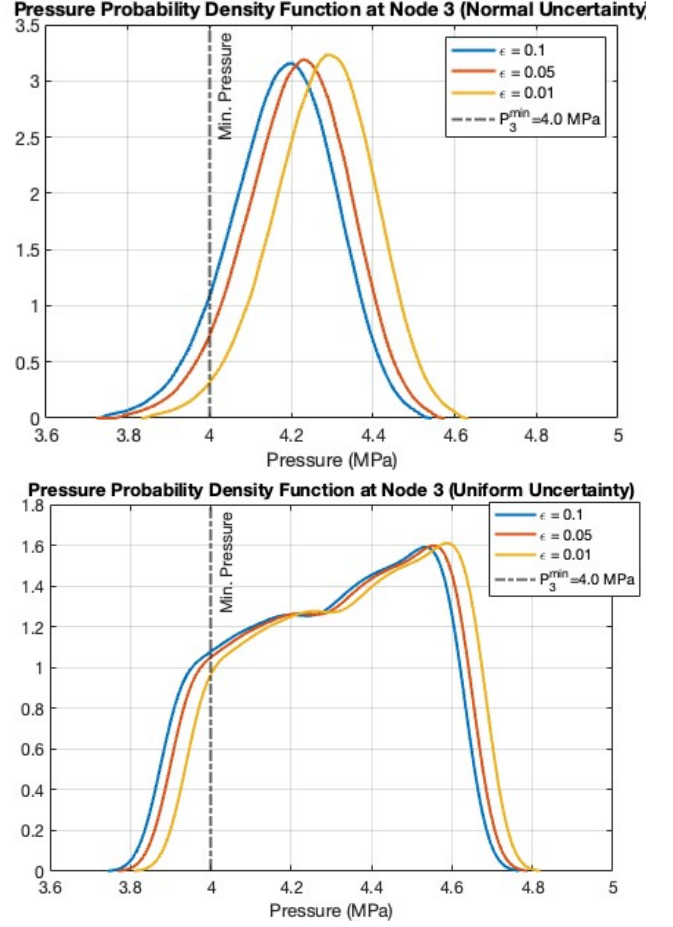 Pressure Probability Density Function at Node 3 (Normal Uncertainty)
3.5
3
2.5
2
1.5
1
0.5
0
Min. Pressure
ϵ = 0.1
ϵ = 0.05
ϵ = 0.01
P₃ᵐⁱⁿ=4.0 MPa
3.6 3.8 4 4.2 4.4 4.6 4.8 5
Pressure (MPa)
Pressure Probability Density Function at Node 3 (Uniform Uncertainty)
1.8
1.6
1.4
1.2
1
0.8
0.6
0.4
0.2
0
Min. Pressure
ϵ = 0.1
ϵ = 0.05
ϵ = 0.01
P₃ᵐⁱⁿ=4.0 MPa
3.6 3.8 4 4.2 4.4 4.6 4.8 5
Pressure (MPa)